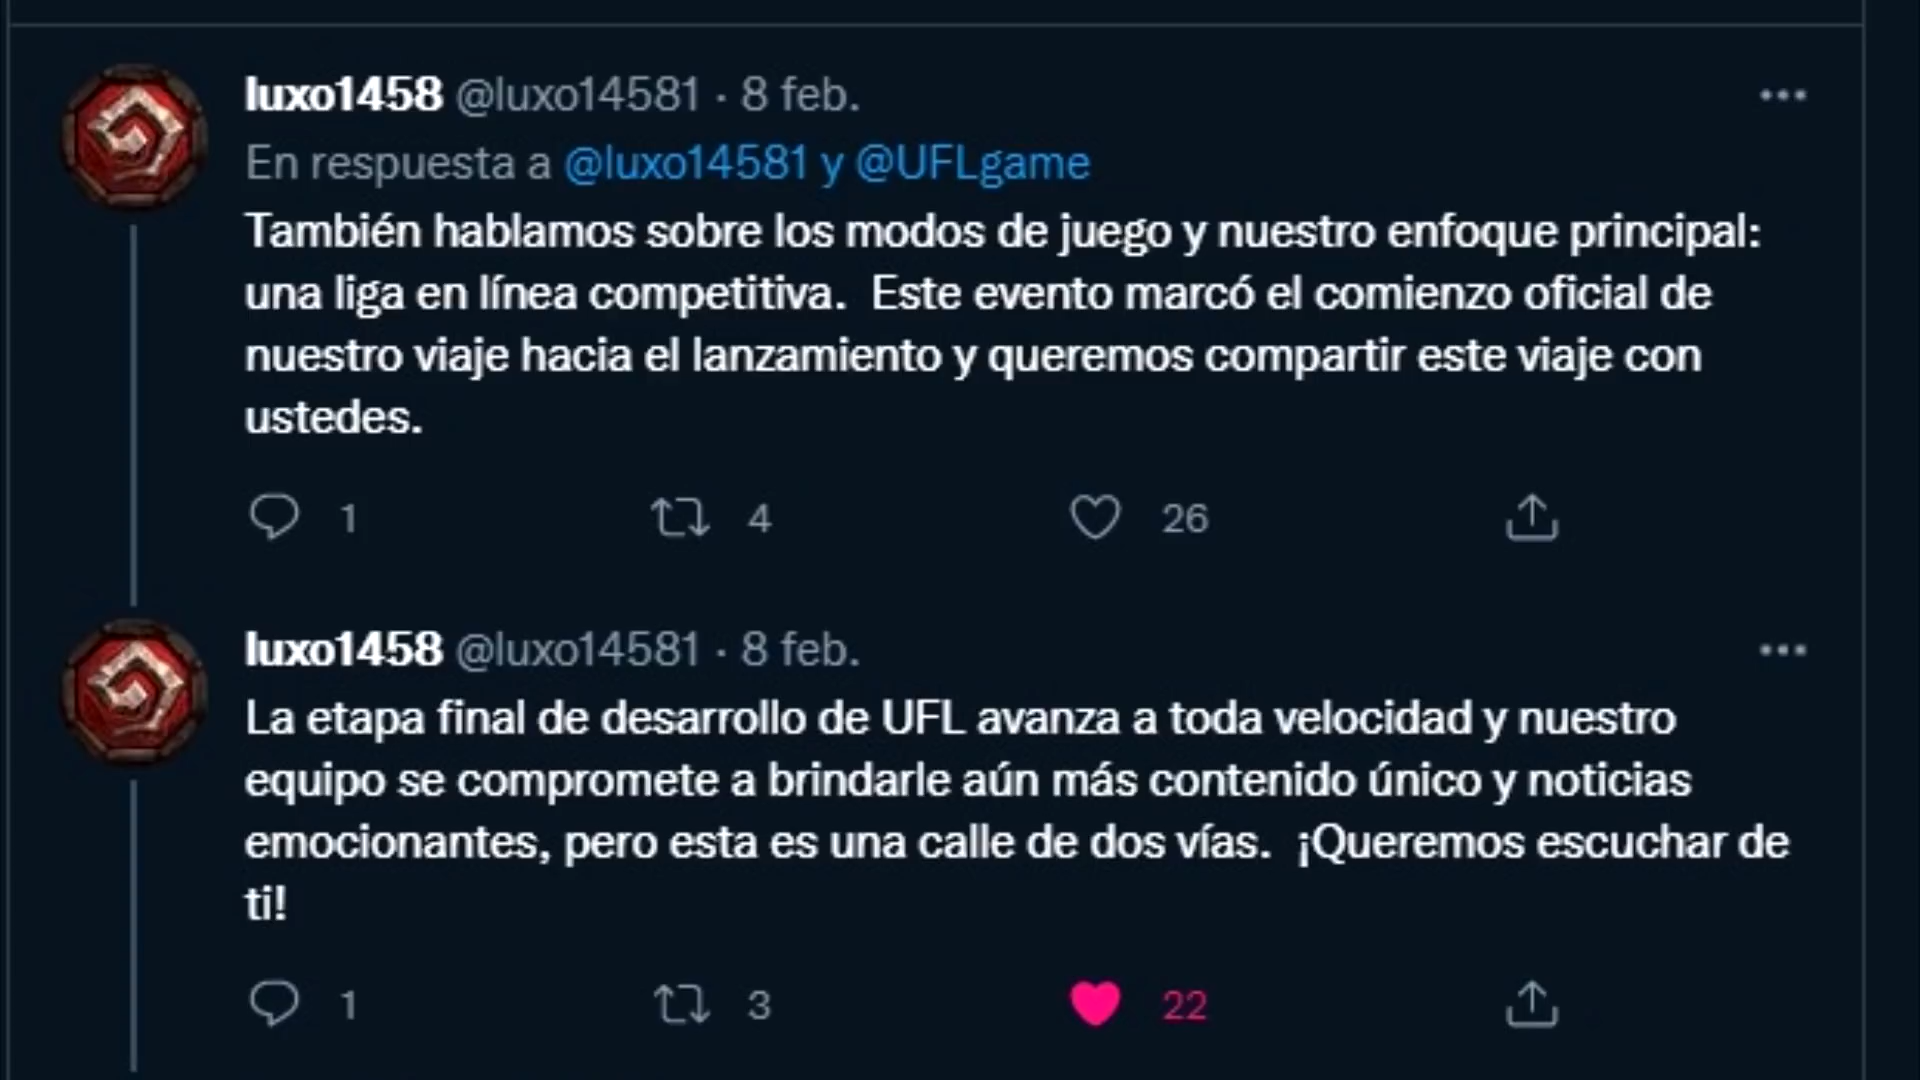 luxo1458 @luxo14581 · 8 feb.
En respuesta a @luxo14581 y @UFLgame
También hablamos sobre los modos de juego y nuestro enfoque principal:
una liga en línea competitiva.  Este evento marcó el comienzo oficial de
nuestro viaje hacia el lanzamiento y queremos compartir este viaje con
ustedes.
1 4 26
luxo1458 @luxo14581 · 8 feb.
La etapa final de desarrollo de UFL avanza a toda velocidad y nuestro
equipo se compromete a brindarle aún más contenido único y noticias
emocionantes, pero esta es una calle de dos vías.  ¡Queremos escuchar de
ti!
1 3 22